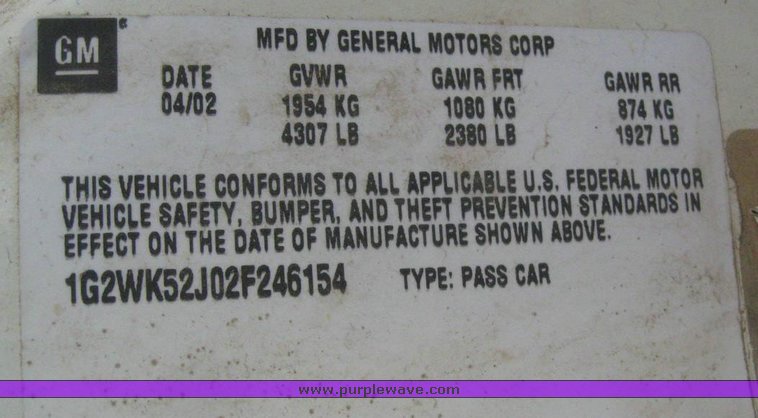 GM
MFD BY GENERAL MOTORS CORP
DATE GVWR GAWR FRT GAWR RR
04/02 1954 KG 1080 KG 874 KG
4307 LB 2380 LB 1927 LB
THIS VEHICLE CONFORMS TO ALL APPLICABLE U.S. FEDERAL MOTOR
VEHICLE SAFETY, BUMPER, AND THEFT PREVENTION STANDARDS IN
EFFECT ON THE DATE OF MANUFACTURE SHOWN ABOVE.
1G2WK52J02F246154 TYPE: PASS CAR
www.purplewave.com